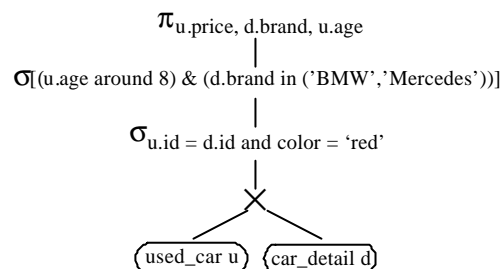 πu.price, d.brand, u.age
σ[(u.age around 8) & (d.brand in ('BMW','Mercedes'))]
σu.id = d.id and color = 'red'
×
used_car u car_detail d